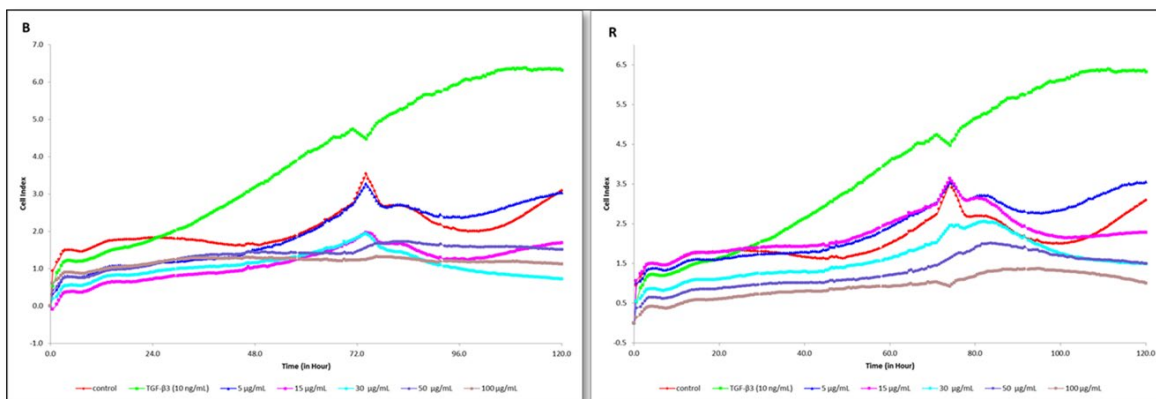 B
7.0
6.0
5.0
4.0
Cell Index
3.0
2.0
1.0
0.0
-1.0
0.0 24.0 48.0 72.0 96.0 120.0
Time (in Hour)
control TGF-β3 (10 ng/mL) 5 µg/mL 15 µg/mL 30 µg/mL 50 µg/mL 100 µg/mL
R
6.5
5.5
4.5
Cell Index
3.5
2.5
1.5
0.5
-0.5
0.0 20.0 40.0 60.0 80.0 100.0 120.0
Time (in Hour)
control TGF-β3 (10 ng/mL) 5 µg/mL 15 µg/mL 30 µg/mL 50 µg/mL 100 µg/mL